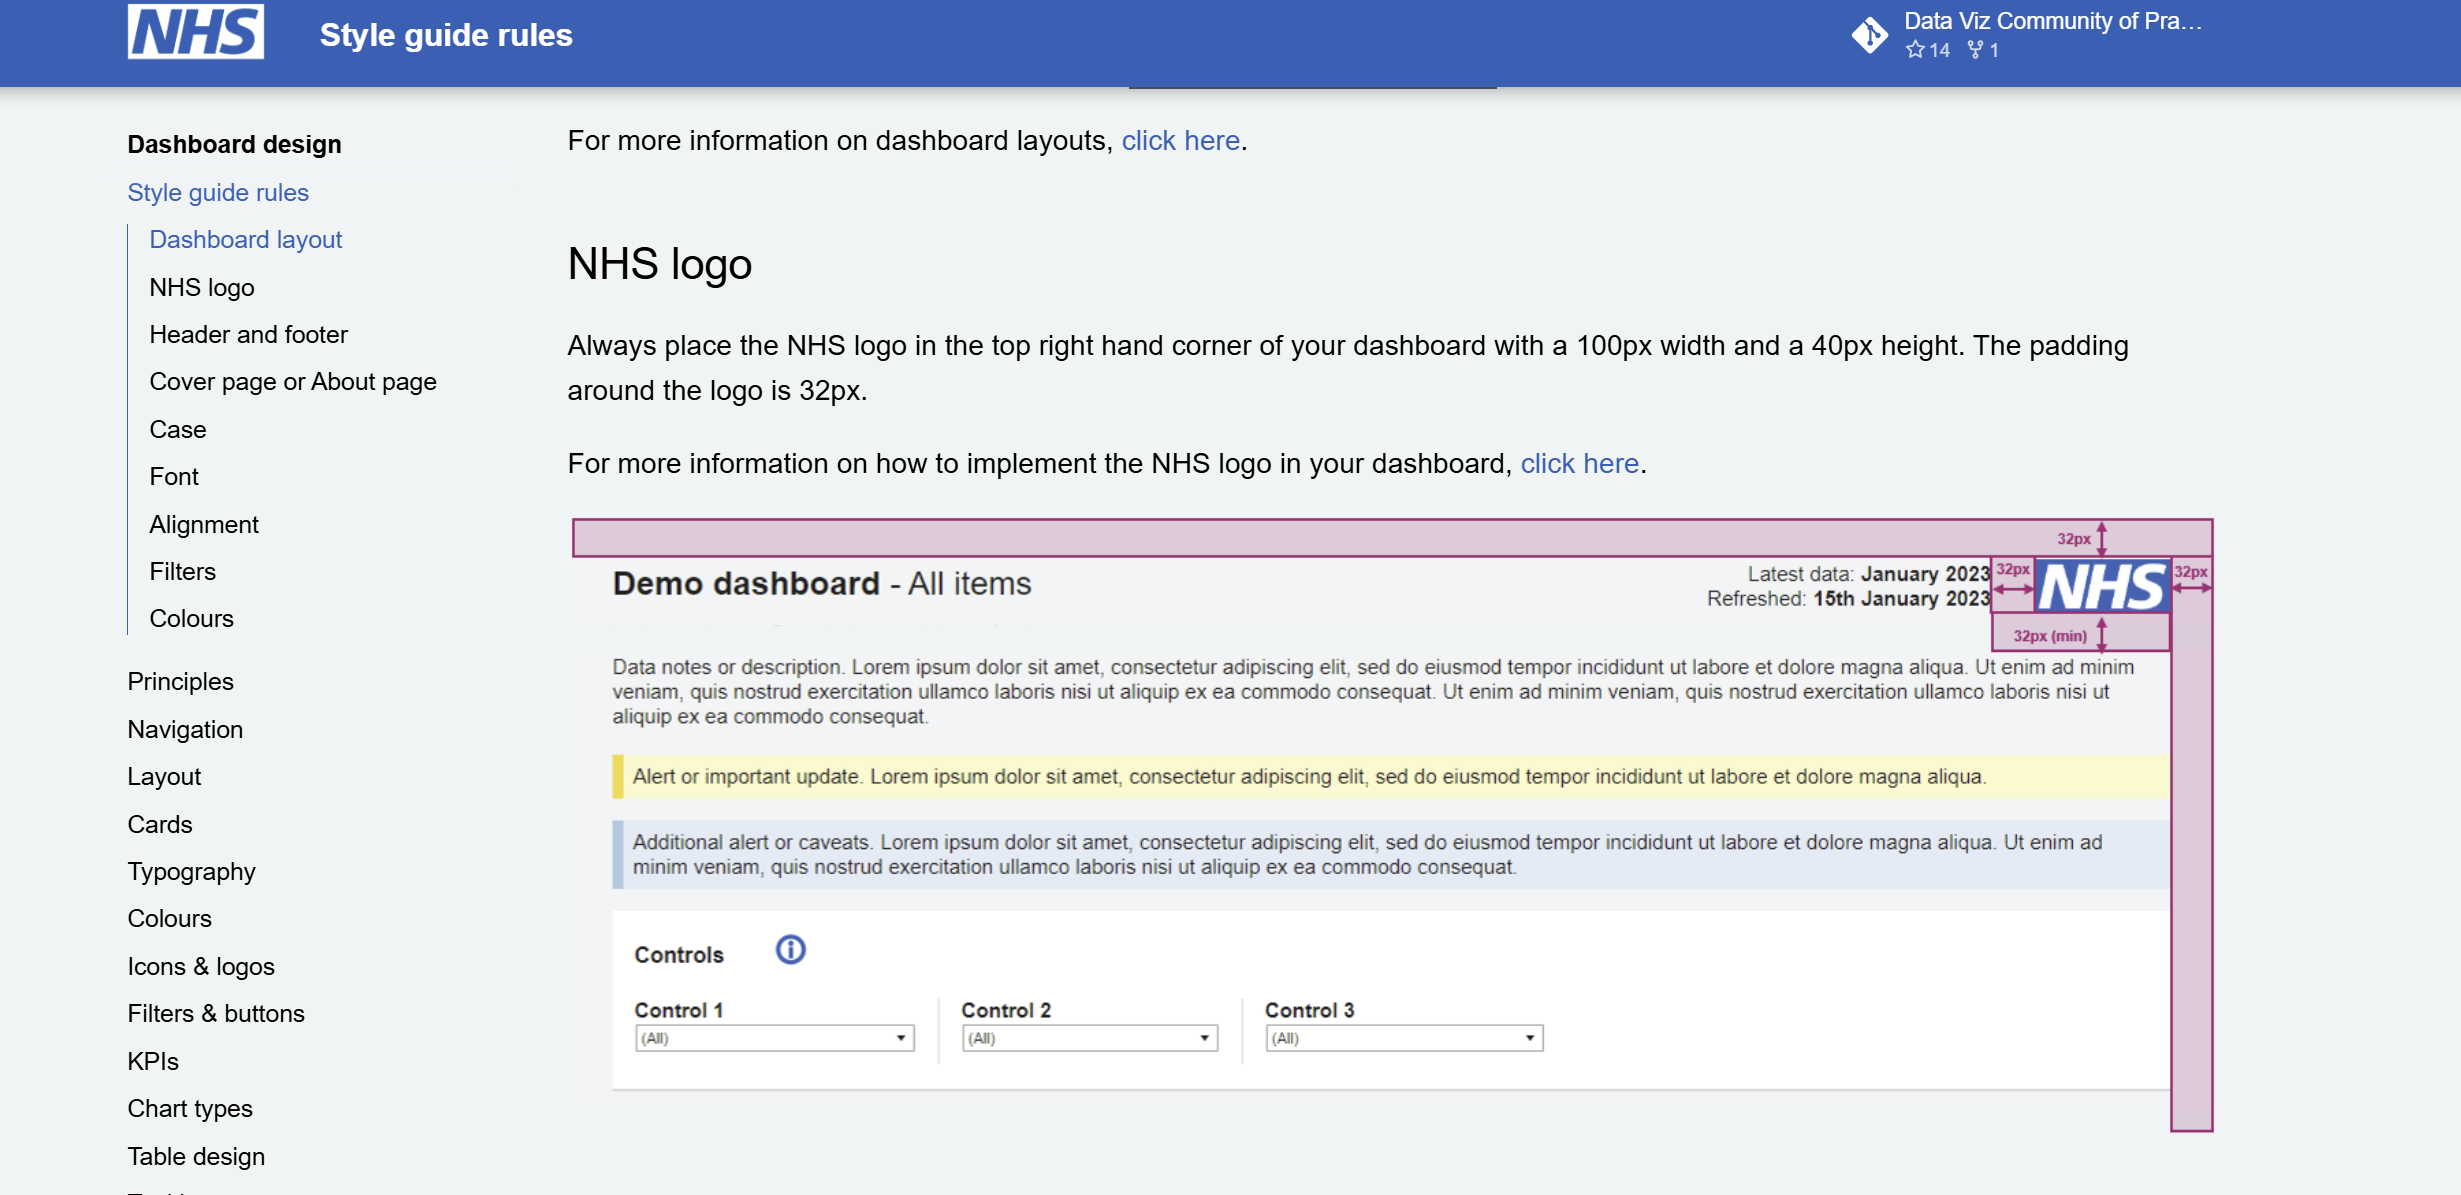 NHS
Style guide rules
Data Viz Community of Pra...
14 1
Dashboard design
Style guide rules
Dashboard layout
NHS logo
Header and footer
Cover page or About page
Case
Font
Alignment
Filters
Colours
Principles
Navigation
Layout
Cards
Typography
Colours
Icons & logos
Filters & buttons
KPIs
Chart types
Table design
For more information on dashboard layouts, click here.
NHS logo
Always place the NHS logo in the top right hand corner of your dashboard with a 100px width and a 40px height. The padding
around the logo is 32px.
For more information on how to implement the NHS logo in your dashboard, click here.
32px
Demo dashboard - All items
Latest data: January 2023
Refreshed: 15th January 2023
32px
NHS
32px
32px (min)
Data notes or description. Lorem ipsum dolor sit amet, consectetur adipiscing elit, sed do eiusmod tempor incididunt ut labore et dolore magna aliqua. Ut enim ad minim
veniam, quis nostrud exercitation ullamco laboris nisi ut aliquip ex ea commodo consequat. Ut enim ad minim veniam, quis nostrud exercitation ullamco laboris nisi ut
aliquip ex ea commodo consequat.
Alert or important update. Lorem ipsum dolor sit amet, consectetur adipiscing elit, sed do eiusmod tempor incididunt ut labore et dolore magna aliqua.
Additional alert or caveats. Lorem ipsum dolor sit amet, consectetur adipiscing elit, sed do eiusmod tempor incididunt ut labore et dolore magna aliqua. Ut enim ad
minim veniam, quis nostrud exercitation ullamco laboris nisi ut aliquip ex ea commodo consequat.
Controls
Control 1
(All)
Control 2
(All)
Control 3
(All)